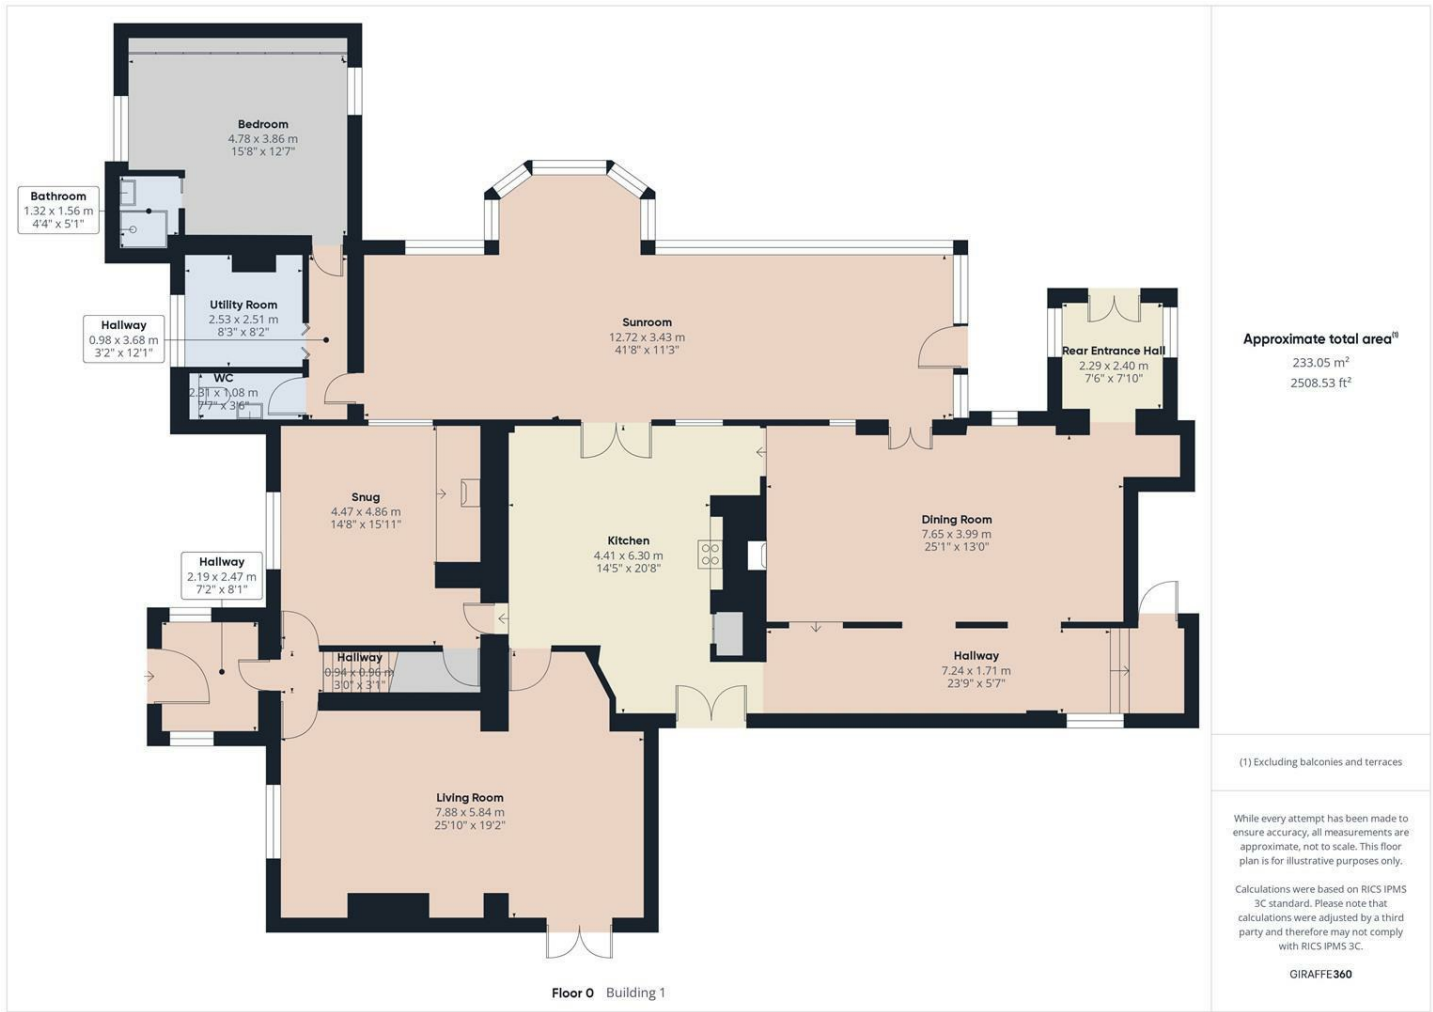 Bedroom
4.78 x 3.86 m
15'8" x 12'7"
Bathroom
1.32 x 1.56 m
4'4" x 5'1"
Utility Room
2.53 x 2.51 m
8'3" x 8'2"
Hallway
0.98 x 3.68 m
3'2" x 12'1"
WC
2.31 x 1.08 m
7'7" x 3'6"
Sunroom
12.72 x 3.43 m
41'8" x 11'3"
Rear Entrance Hall
2.29 x 2.40 m
7'6" x 7'10"
Snug
4.47 x 4.86 m
14'8" x 15'11"
Kitchen
4.41 x 6.30 m
14'5" x 20'8"
Dining Room
7.65 x 3.99 m
25'1" x 13'0"
Hallway
2.19 x 2.47 m
7'2" x 8'1"
Hallway
0.94 x 0.96 m
3'0" x 3'1"
Hallway
7.24 x 1.71 m
23'9" x 5'7"
Living Room
7.88 x 5.84 m
25'10" x 19'2"
Floor 0 Building 1
Approximate total area(1)
233.05 m²
2508.53 ft²
(1) Excluding balconies and terraces
While every attempt has been made to
ensure accuracy, all measurements are
approximate, not to scale. This floor
plan is for illustrative purposes only.
Calculations were based on RICS IPMS
3C standard. Please note that
calculations were adjusted by a third
party and therefore may not comply
with RICS IPMS 3C.
GIRAFFE360